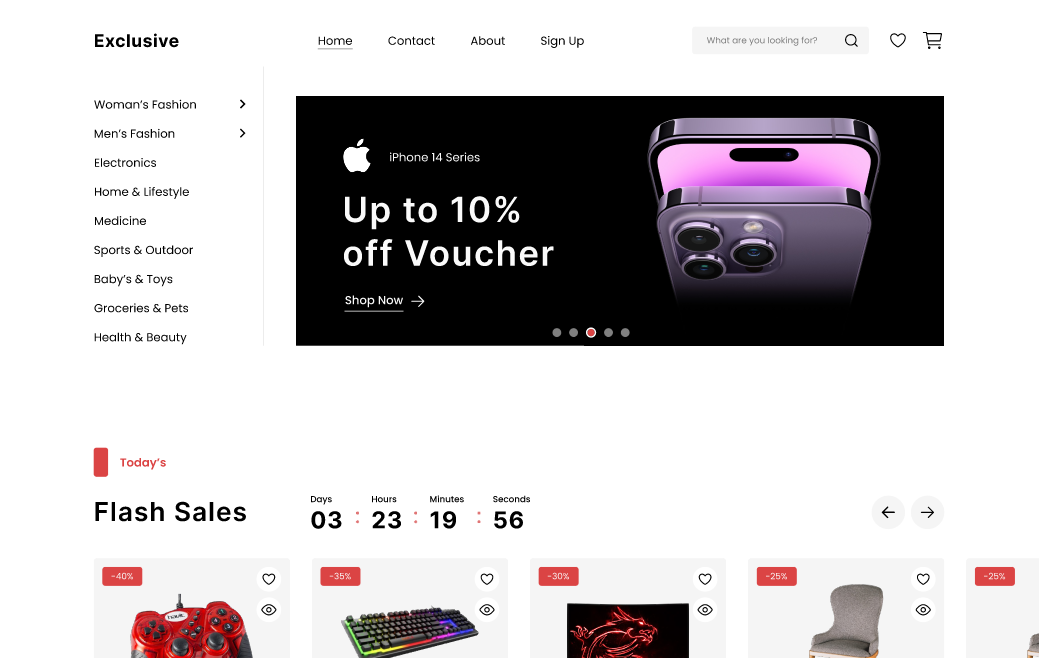 Exclusive
Home
Contact
About
Sign Up
What are you looking for?
Woman's Fashion
Men's Fashion
Electronics
Home & Lifestyle
Medicine
Sports & Outdoor
Baby's & Toys
Groceries & Pets
Health & Beauty
iPhone 14 Series
Up to 10%
off Voucher
Shop Now
Today's
Flash Sales
Days
Hours
Minutes
Seconds
03 : 23 : 19 : 56
-40%
-35%
-30%
-25%
-25%